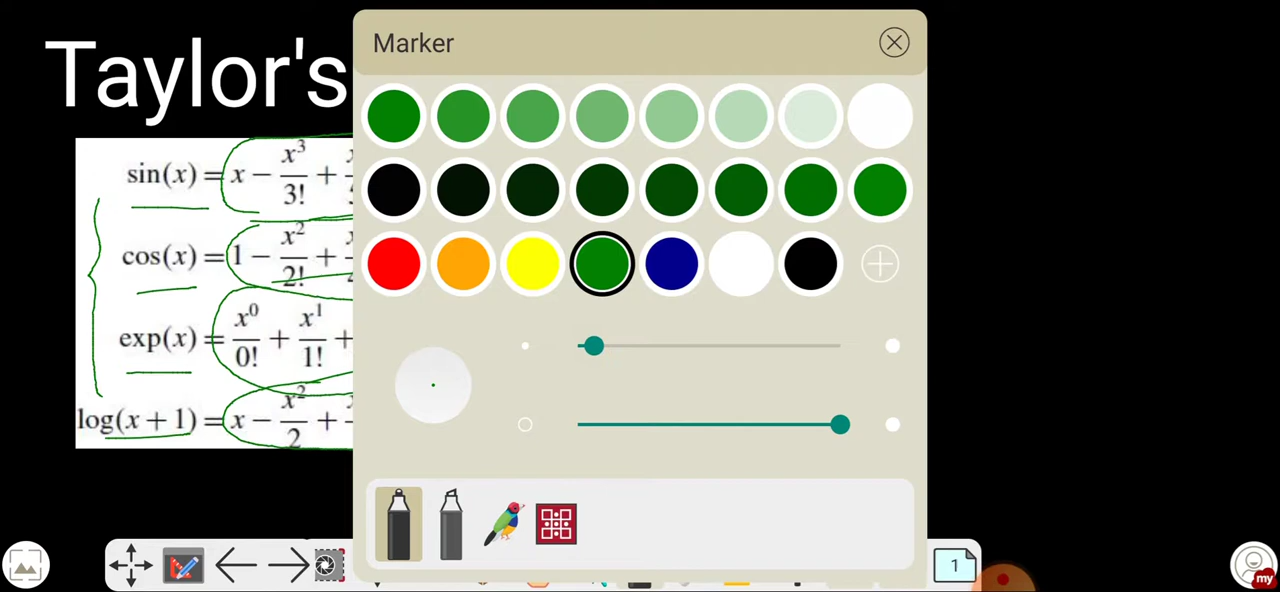 Taylor's
Marker
sin(x) = x − x³/3! +
cos(x) = 1 − x²/2! +
exp(x) = x⁰/0! + x¹/1! +
log(x + 1) = x − x²/2 +
1
my